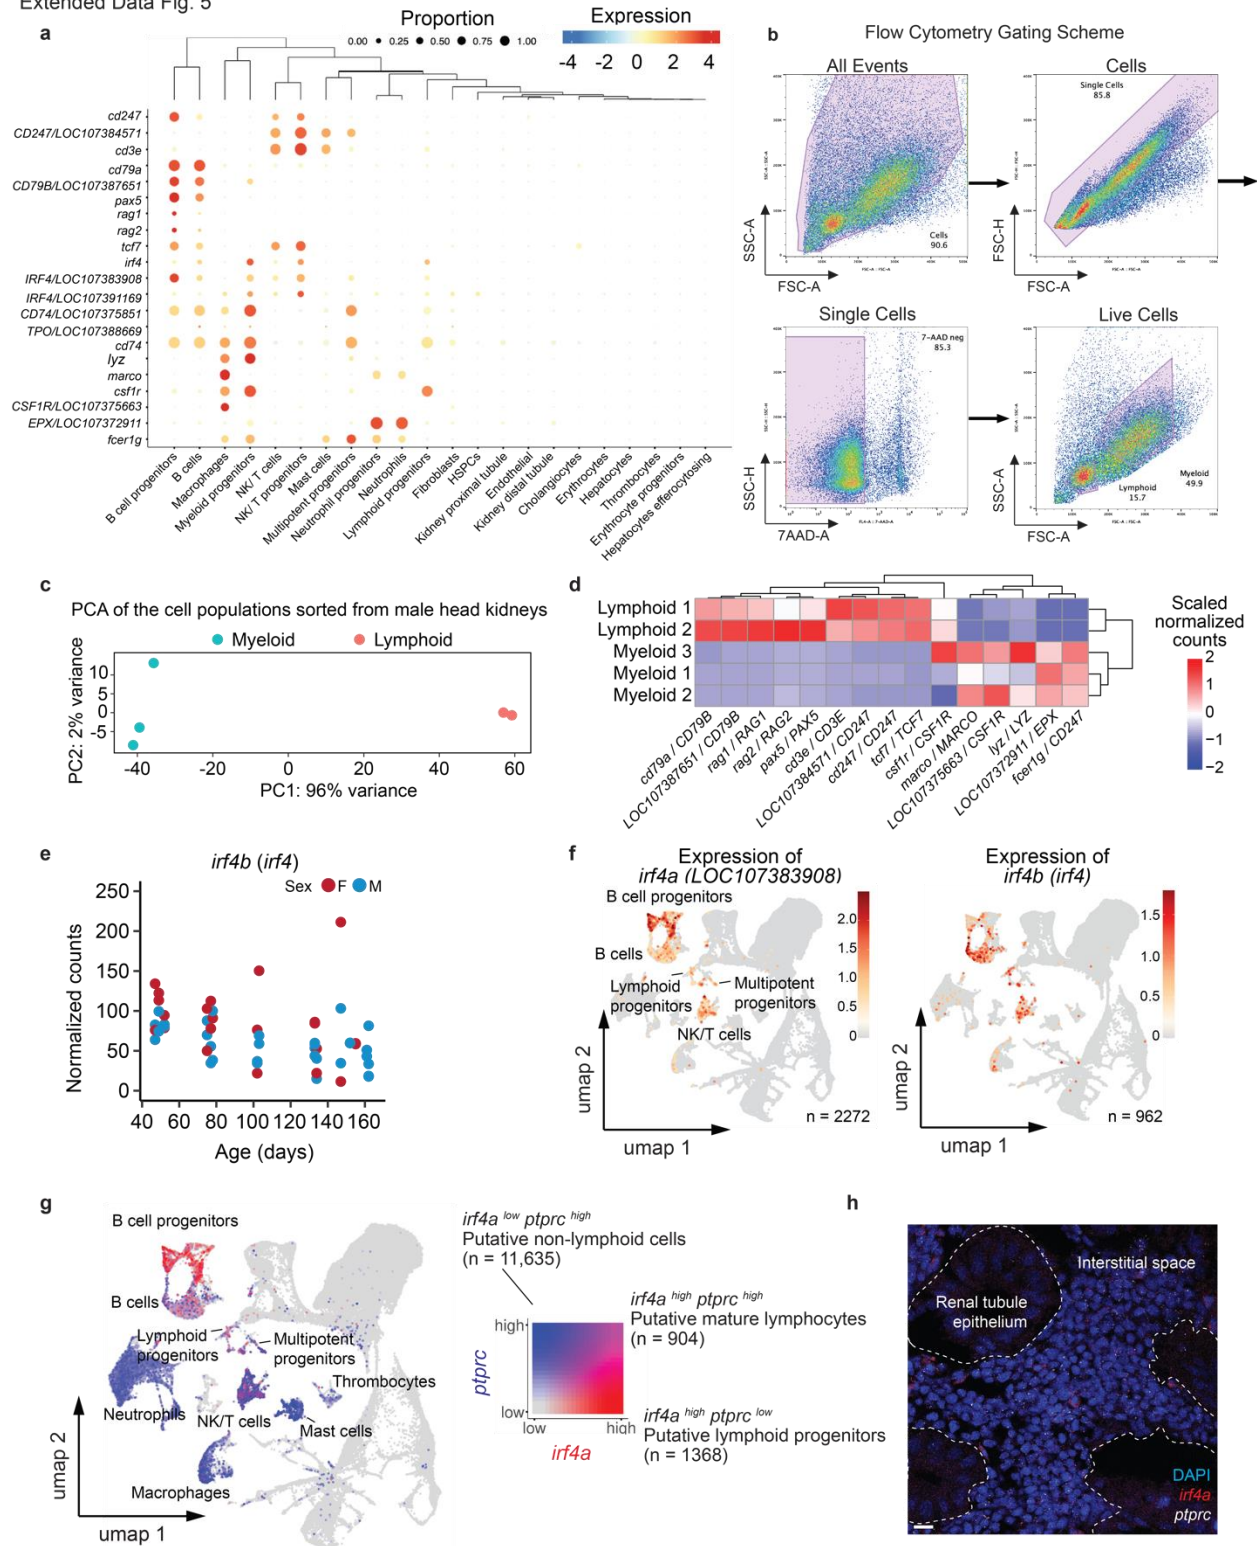 Extended Data Fig. 5
a
Proportion
0.00 0.25 0.50 0.75 1.00
Expression
-4 -2 0 2 4
cd247
CD247/LOC107384571
cd3e
cd79a
CD79B/LOC107387651
pax5
rag1
rag2
tcf7
irf4
IRF4/LOC107383908
IRF4/LOC107391169
CD74/LOC107375851
TPO/LOC107388669
cd74
lyz
marco
csf1r
CSF1R/LOC107375663
EPX/LOC107372911
fcer1g
B cell progenitors
B cells
Macrophages
Myeloid progenitors
NK/ T cells
NK/ T progenitors
Mast cells
Multipotent progenitors
Neutrophil progenitors
Neutrophils
Lymphoid progenitors
Fibroblasts
HSPCs
Kidney proximal tubule
Endothelial
Kidney distal tubule
Cholangiocytes
Erythrocytes
Hepatocytes
Thrombocytes
Erythrocyte progenitors
Hepatocytes efferocytosing
b
Flow Cytometry Gating Scheme
All Events
Cells
90.6
SSC-A
FSC-A
Cells
Single Cells
85.8
FSC-H
FSC-A
Single Cells
7-AAD neg
85.3
SSC-H
7AAD-A
Live Cells
Lymphoid
15.7
Myeloid
49.9
SSC-A
FSC-A
c
PCA of the cell populations sorted from male head kidneys
Myeloid Lymphoid
PC2: 2% variance
10
5
0
-5
-40 -20 0 20 40 60
PC1: 96% variance
d
Lymphoid 1
Lymphoid 2
Myeloid 3
Myeloid 1
Myeloid 2
cd79a / CD79B
LOC107387651 / CD79B
rag1 / RAG1
rag2 / RAG2
pax5 / PAX5
cd3e / CD3E
LOC107384571 / CD247
cd247 / CD247
tcf7 / TCF7
csf1r / CSF1R
marco / MARCO
LOC107375663 / CSF1R
lyz / LYZ
LOC107372911 / EPX
fcer1g / CD247
Scaled
normalized
counts
2
1
0
−1
−2
e
irf4b (irf4)
Sex F M
Normalized counts
250
200
150
100
50
0
40 60 80 100 120 140 160
Age (days)
f
Expression of
irf4a (LOC107383908)
B cell progenitors
B cells
Lymphoid
progenitors
Multipotent
progenitors
NK/T cells
2.0
1.5
1.0
0.5
0
umap 2
umap 1
n = 2272
Expression of
irf4b (irf4)
1.5
1.0
0.5
0
umap 2
umap 1
n = 962
g
B cell progenitors
B cells
Lymphoid
progenitors
Multipotent
progenitors
Thrombocytes
Neutrophils
NK/T cells
Mast cells
Macrophages
umap 2
umap 1
irf4a low ptprc high
Putative non-lymphoid cells
(n = 11,635)
irf4a high ptprc high
Putative mature lymphocytes
(n = 904)
irf4a high ptprc low
Putative lymphoid progenitors
(n = 1368)
high
low
ptprc
low high
irf4a
h
Interstitial space
Renal tubule
epithelium
DAPI
irf4a
ptprc